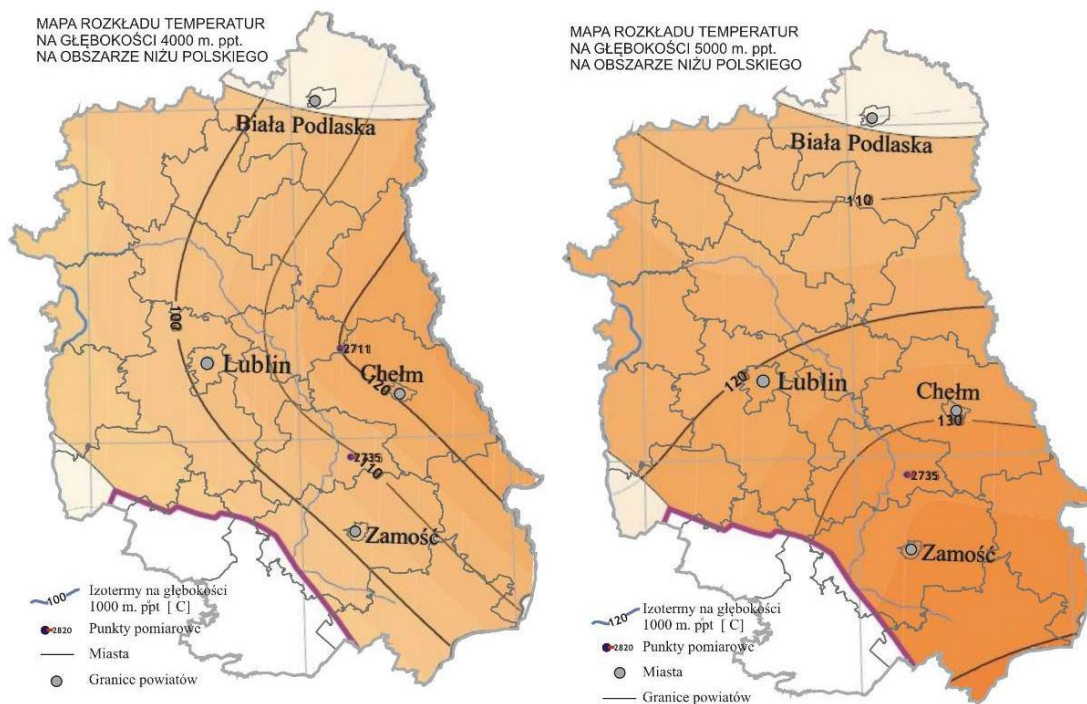 MAPA ROZKŁADU TEMPERATUR
NA GŁĘBOKOŚCI 4000 m. ppt.
NA OBSZARZE NIŻU POLSKIEGO
Biała Podlaska
100
Lublin
2711
Chełm
120
2735
110
Zamość
100
Izotermy na głębokości
1000 m. ppt [°C]
2820
Punkty pomiarowe
Miasta
Granice powiatów
MAPA ROZKŁADU TEMPERATUR
NA GŁĘBOKOŚCI 5000 m. ppt.
NA OBSZARZE NIŻU POLSKIEGO
Biała Podlaska
110
120
Lublin
Chełm
130
2735
Zamość
120
Izotermy na głębokości
1000 m. ppt [°C]
2820
Punkty pomiarowe
Miasta
Granice powiatów